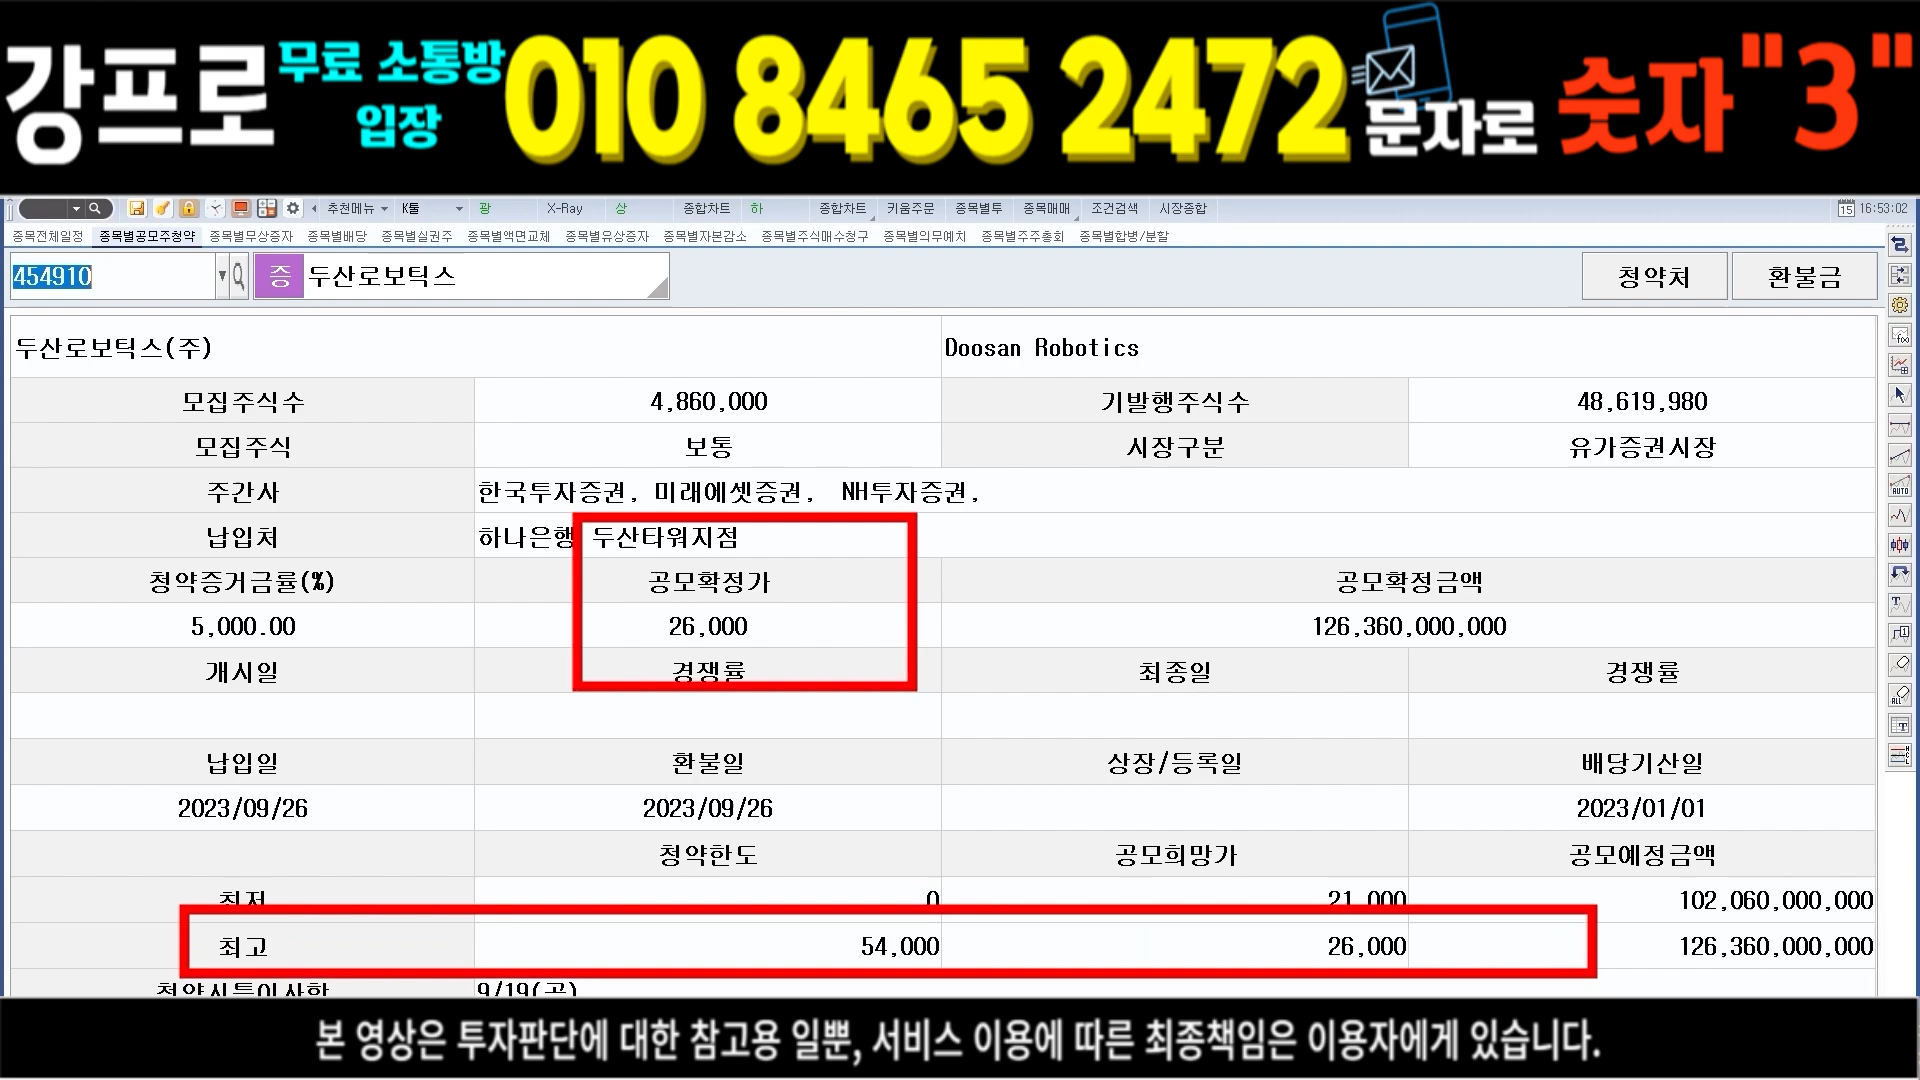 강프로 무료 소통방 입장 010 8465 2472 문자로 숫자"3"
추천메뉴 K툴 광 X-Ray 상 종합차트 하 종합차트 키움주문 종목별투 종목매매 조건검색 시장종합 15 16:53:02
종목전체일정 종목별공모주청약 종목별무상증자 종목별배당 종목별실권주 종목별액면교체 종목별유상증자 종목별자본감소 종목별주식매수청구 종목별의무예치 종목별주주총회 종목별합병/분할
454910 증 두산로보틱스 청약처 환불금
두산로보틱스(주) Doosan Robotics
모집주식수 4,860,000 기발행주식수 48,619,980
모집주식 보통 시장구분 유가증권시장
주간사 한국투자증권, 미래에셋증권, NH투자증권,
납입처 하나은행 두산타워지점
청약증거금률(%) 공모확정가 공모확정금액
5,000.00 26,000 126,360,000,000
개시일 경쟁률 최종일 경쟁률
납입일 환불일 상장/등록일 배당기산일
2023/09/26 2023/09/26 2023/01/01
청약한도 공모희망가 공모예정금액
최저 0 21,000 102,060,000,000
최고 54,000 26,000 126,360,000,000
청약시특이사항 9/19(공)
본 영상은 투자판단에 대한 참고용 일뿐, 서비스 이용에 따른 최종책임은 이용자에게 있습니다.